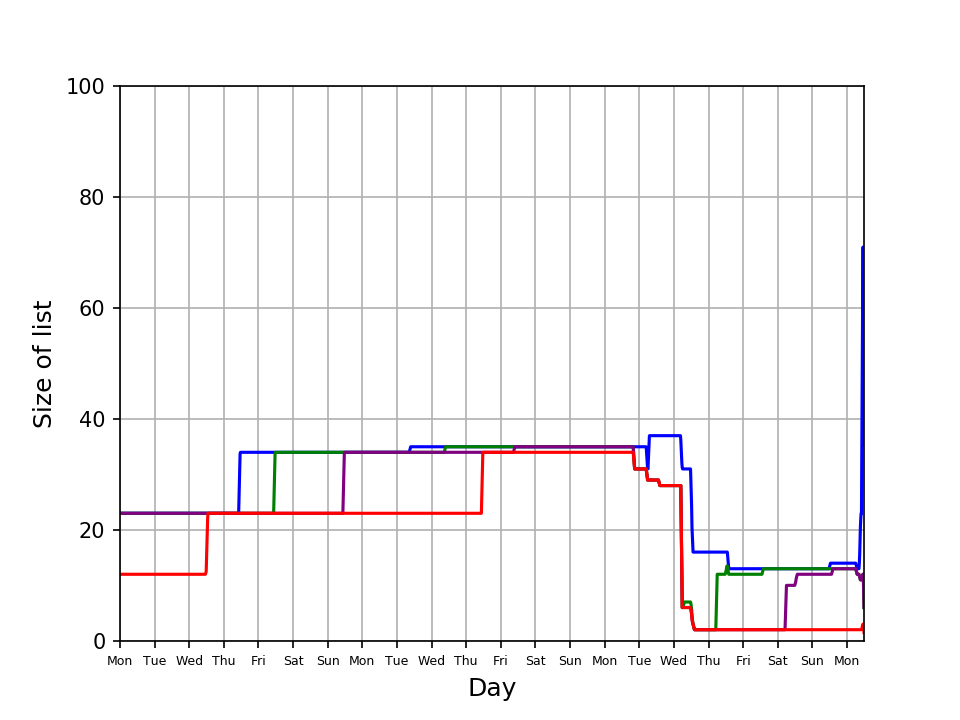 100
80
60
40
20
0
Size of list
Mon Tue Wed Thu Fri Sat Sun Mon Tue Wed Thu Fri Sat Sun Mon Tue Wed Thu Fri Sat Sun Mon
Day